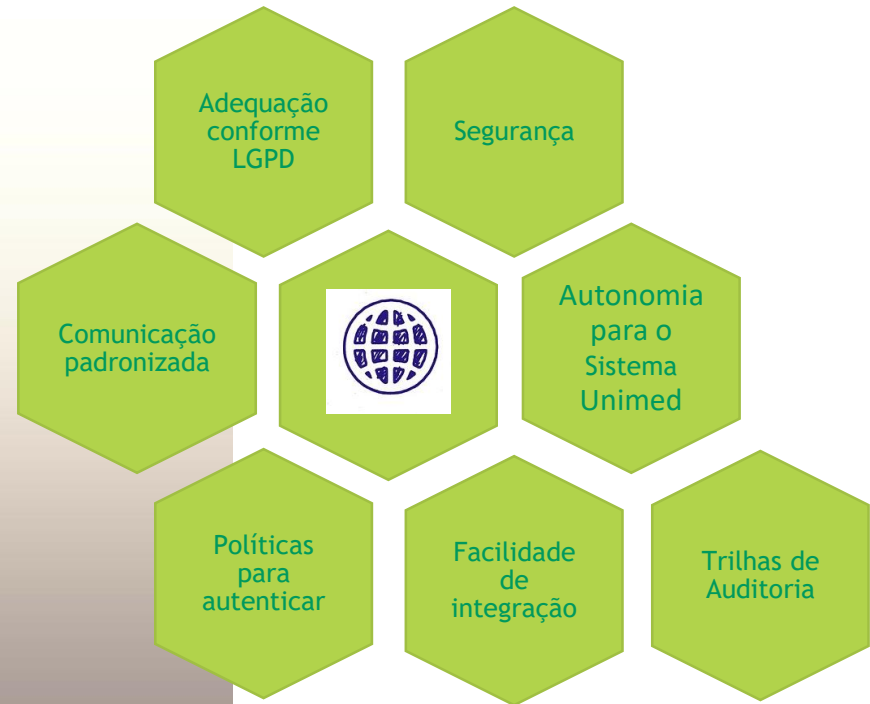 Adequação
conforme
LGPD
Segurança
Comunicação
padronizada
Autonomia
para o
Sistema
Unimed
Políticas
para
autenticar
Facilidade
de
integração
Trilhas de
Auditoria